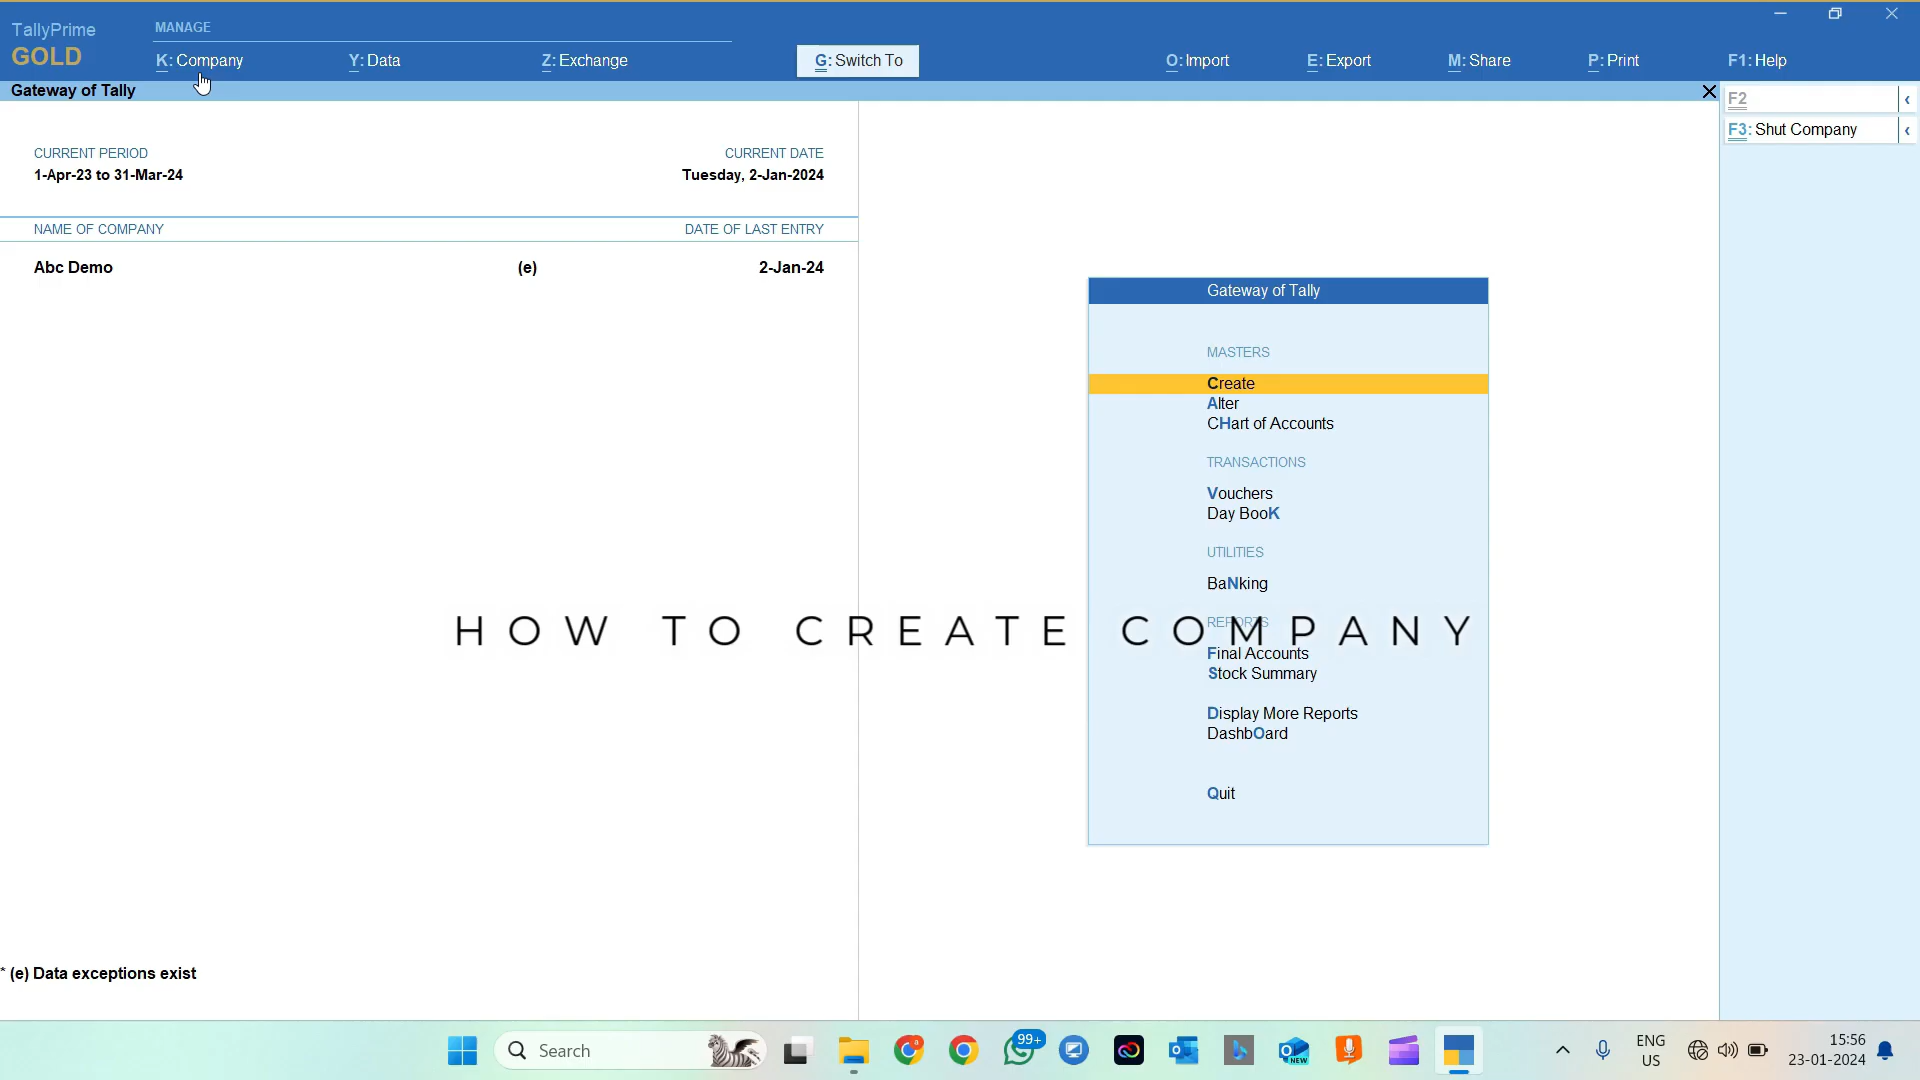 TallyPrime
GOLD
MANAGE
K: Company
Y: Data
Z: Exchange
G: Switch To
O: Import
E: Export
M: Share
P: Print
F1: Help
Gateway of Tally
F2
F3: Shut Company
CURRENT PERIOD
1-Apr-23 to 31-Mar-24
CURRENT DATE
Tuesday, 2-Jan-2024
NAME OF COMPANY
DATE OF LAST ENTRY
Abc Demo
(e)
2-Jan-24
Gateway of Tally
MASTERS
Create
Alter
CHart of Accounts
TRANSACTIONS
Vouchers
Day BooK
UTILITIES
BaNking
HOW TO CREATE COMPANY
REPORTS
Final Accounts
Stock Summary
Display More Reports
DashbOard
Quit
* (e) Data exceptions exist
Search
99+
NEW
ENG
US
15:56
23-01-2024